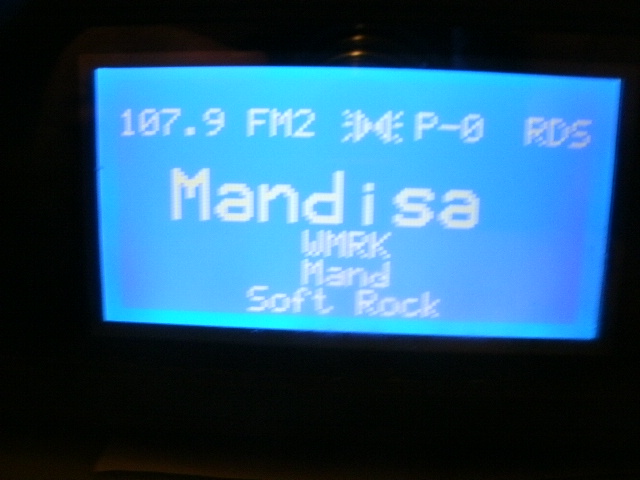 107.9 FM2 P-0 RDS
Mandisa
WMRK
Mand
Soft Rock